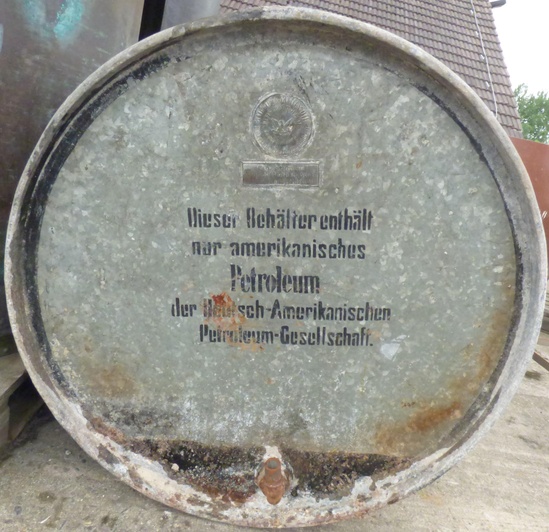 Dieser Behälter enthält
nur amerikanisches
Petroleum
der Deutsch-Amerikanischen
Petroleum-Gesellschaft.